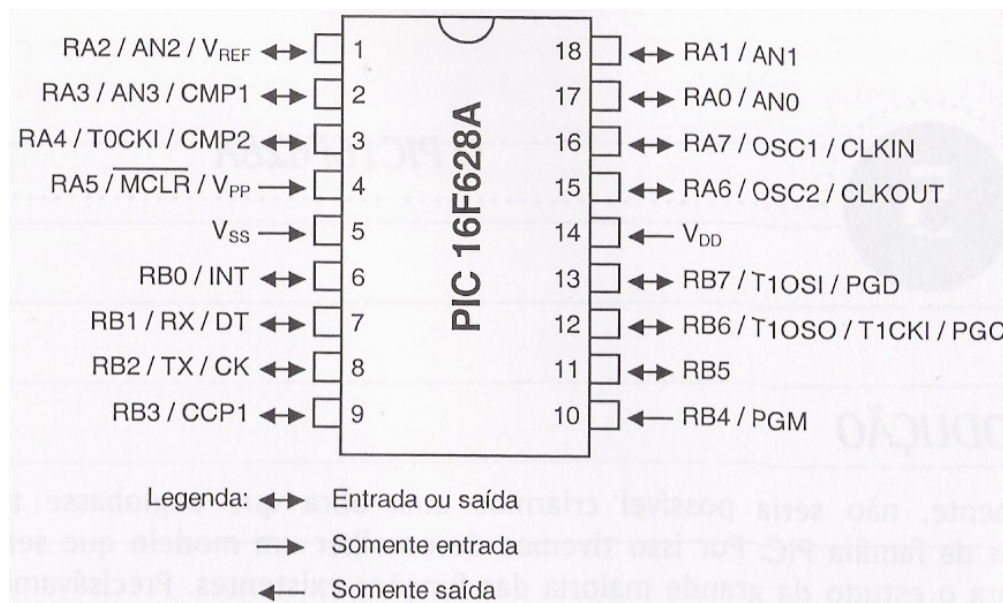 RA2 / AN2 / VREF 1
RA3 / AN3 / CMP1 2
RA4 / T0CKI / CMP2 3
RA5 / MCLR / VPP 4
VSS 5
RB0 / INT 6
RB1 / RX / DT 7
RB2 / TX / CK 8
RB3 / CCP1 9
PIC 16F628A
18 RA1 / AN1
17 RA0 / AN0
16 RA7 / OSC1 / CLKIN
15 RA6 / OSC2 / CLKOUT
14 VDD
13 RB7 / T1OSI / PGD
12 RB6 / T1OSO / T1CKI / PGC
11 RB5
10 RB4 / PGM
Legenda: Entrada ou saída
Somente entrada
Somente saída